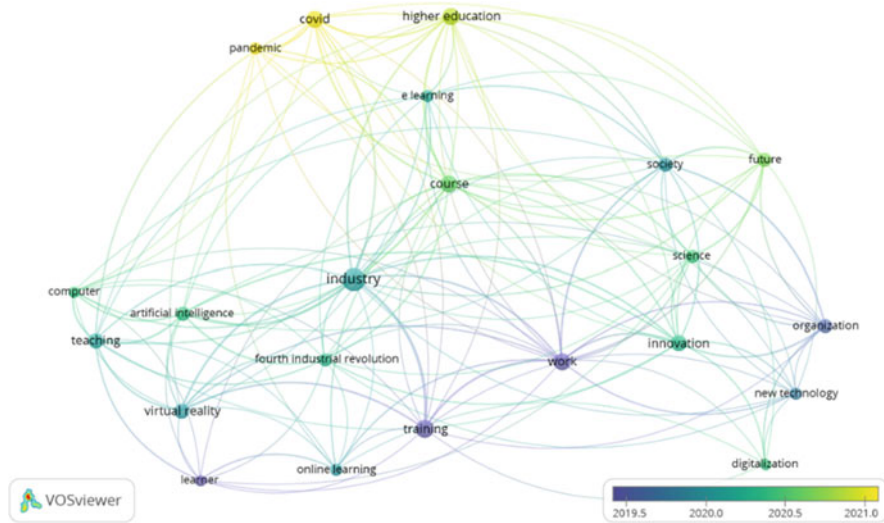 covid
higher education
pandemic
e learning
society
future
course
science
industry
computer
artificial intelligence
organization
teaching
innovation
fourth industrial revolution
work
new technology
virtual reality
training
digitalization
online learning
learner
VOSviewer
2019.5 2020.0 2020.5 2021.0